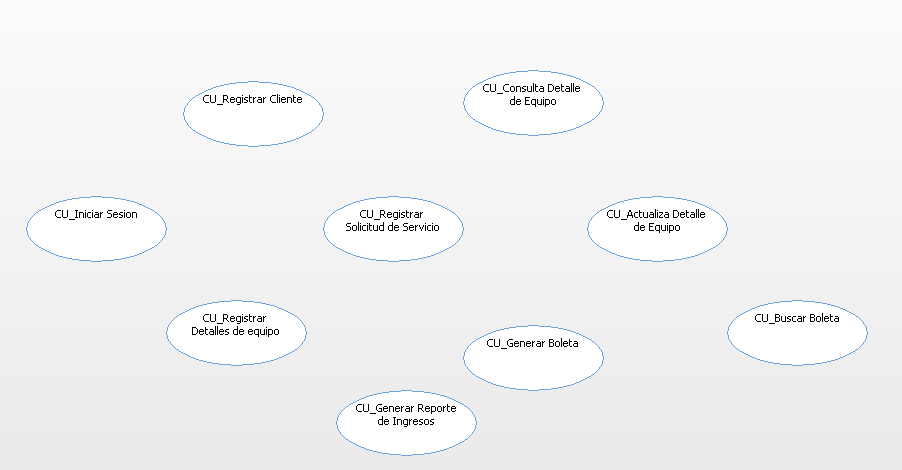 CU_Consulta Detalle
de Equipo
CU_Registrar Cliente
CU_Iniciar Sesion
CU_Registrar
Solicitud de Servicio
CU_Actualiza Detalle
de Equipo
CU_Registrar
Detalles de equipo
CU_Buscar Boleta
CU_Generar Boleta
CU_Generar Reporte
de Ingresos